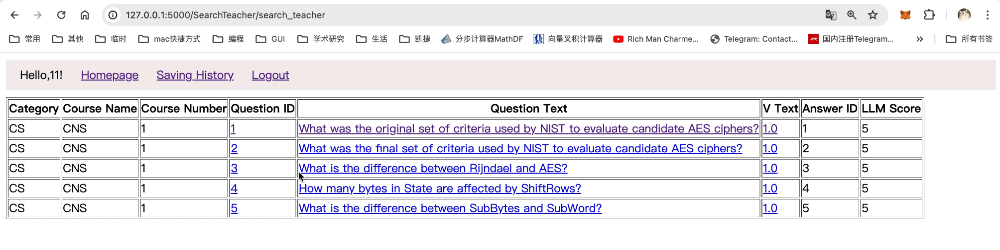 127.0.0.1:5000/SearchTeacher/search_teacher
常用 其他 临时 mac快捷方式 编程 GUI 学术研究 生活 凯捷 分步计算器MathDF 向量叉积计算器 Rich Man Charme... Telegram: Contact... 国内注册Telegram... » 所有书签
Hello,11! Homepage Saving History Logout
Category Course Name Course Number Question ID Question Text V Text Answer ID LLM Score
CS CNS 1 1 What was the original set of criteria used by NIST to evaluate candidate AES ciphers? 1.0 1 5
CS CNS 1 2 What was the final set of criteria used by NIST to evaluate candidate AES ciphers? 1.0 2 5
CS CNS 1 3 What is the difference between Rijndael and AES? 1.0 3 5
CS CNS 1 4 How many bytes in State are affected by ShiftRows? 1.0 4 5
CS CNS 1 5 What is the difference between SubBytes and SubWord? 1.0 5 5